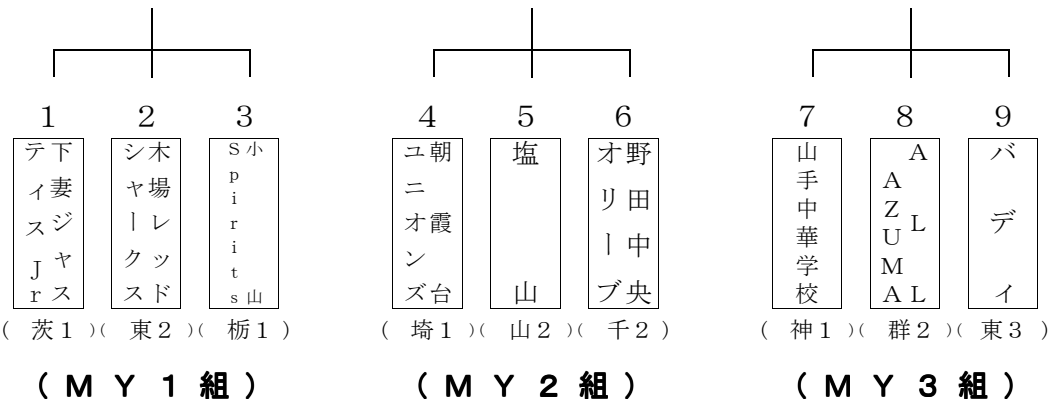 1
2
3
4
5
6
7
8
9
下妻ジャス
ティスJr
木場レッド
シャークス
小山
Spirits
朝霞台
ユニオンズ
塩山
野田中央
オリーブ
山手中華学校
ALL
AZUMA
バディ
(茨1)
(東2)
(栃1)
(埼1)
(山2)
(千2)
(神1)
(群2)
(東3)
(MY1組)
(MY2組)
(MY3組)